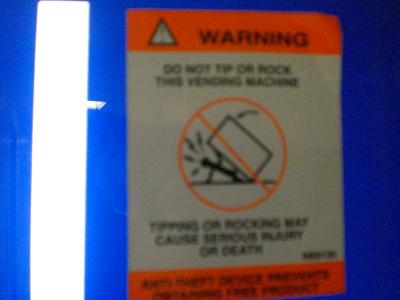 WARNING
DO NOT TIP OR ROCK
THIS VENDING MACHINE
TIPPING OR ROCKING MAY
CAUSE SERIOUS INJURY
OR DEATH
ANTI-THEFT DEVICE PREVENTS
OBTAINING FREE PRODUCT